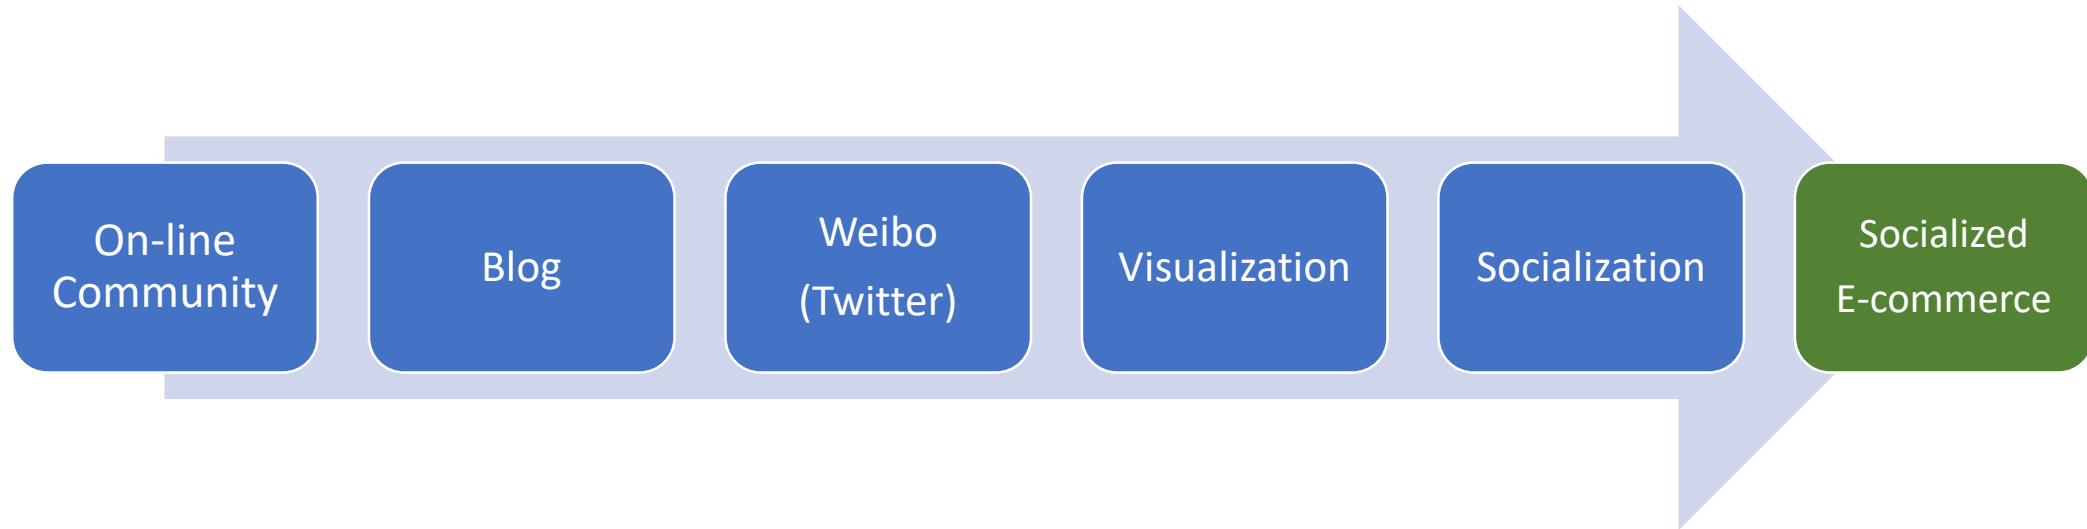 On-line
Community
Blog
Weibo
(Twitter)
Visualization
Socialization
Socialized
E-commerce